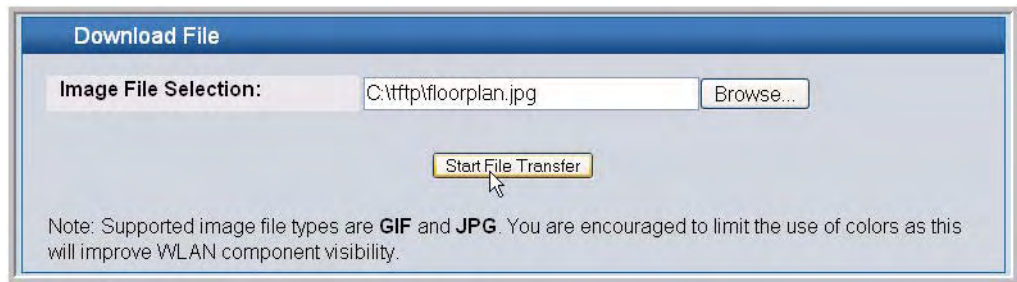 Download File
Image File Selection: C:\tftp\floorplan.jpg Browse...
Start File Transfer
Note: Supported image file types are GIF and JPG. You are encouraged to limit the use of colors as this
will improve WLAN component visibility.